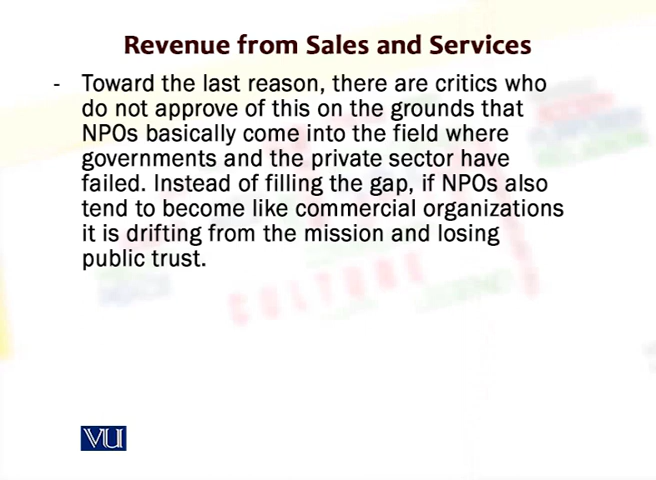 Revenue from Sales and Services
- Toward the last reason, there are critics who
do not approve of this on the grounds that
NPOs basically come into the field where
governments and the private sector have
failed. Instead of filling the gap, if NPOs also
tend to become like commercial organizations
it is drifting from the mission and losing
public trust.
CULTURE
VU